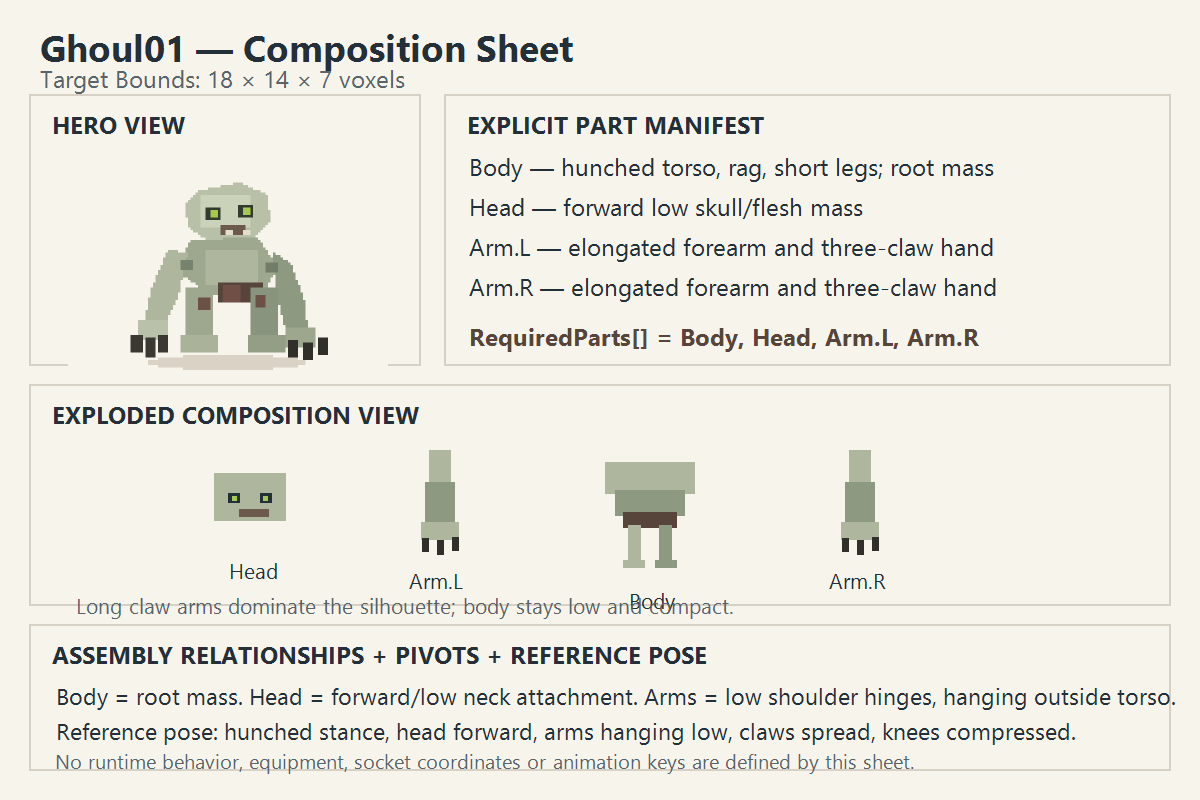 Ghoul01 — Composition Sheet
Target Bounds: 18 × 14 × 7 voxels
HERO VIEW
EXPLICIT PART MANIFEST
Body — hunched torso, rag, short legs; root mass
Head — forward low skull/flesh mass
Arm.L — elongated forearm and three-claw hand
Arm.R — elongated forearm and three-claw hand
RequiredParts[] = Body, Head, Arm.L, Arm.R
EXPLODED COMPOSITION VIEW
Head
Arm.L
Body
Arm.R
Long claw arms dominate the silhouette; body stays low and compact.
ASSEMBLY RELATIONSHIPS + PIVOTS + REFERENCE POSE
Body = root mass. Head = forward/low neck attachment. Arms = low shoulder hinges, hanging outside torso.
Reference pose: hunched stance, head forward, arms hanging low, claws spread, knees compressed.
No runtime behavior, equipment, socket coordinates or animation keys are defined by this sheet.